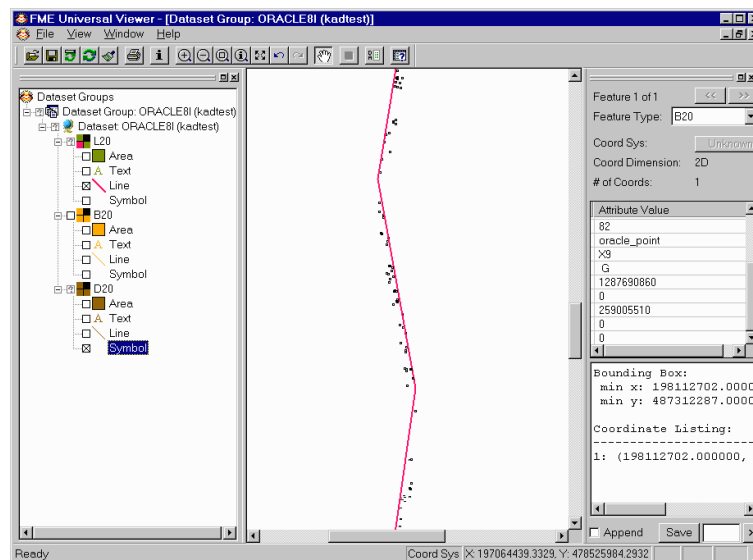 FME Universal Viewer - [Dataset Group: ORACLE8I (kadtest)]
File View Window Help
Dataset Groups
Dataset Group: ORACLE8I (kadtest)
Dataset: ORACLE8I (kadtest)
L20
Area
A Text
Line
Symbol
B20
Area
A Text
Line
Symbol
D20
Area
A Text
Line
Symbol
Feature 1 of 1
<< >>
Feature Type: B20
Coord Sys: Unknown
Coord Dimension: 2D
# of Coords: 1
Attribute Value
82
oracle_point
X9
G
1287690860
0
259005510
0
0
Bounding Box:
min x: 198112702.0000
min y: 487312287.0000
Coordinate Listing:
--------------------
1: (198112702.000000,
Append Save
Ready
Coord Sys X: 197064439.3329, Y: 478525984.2932